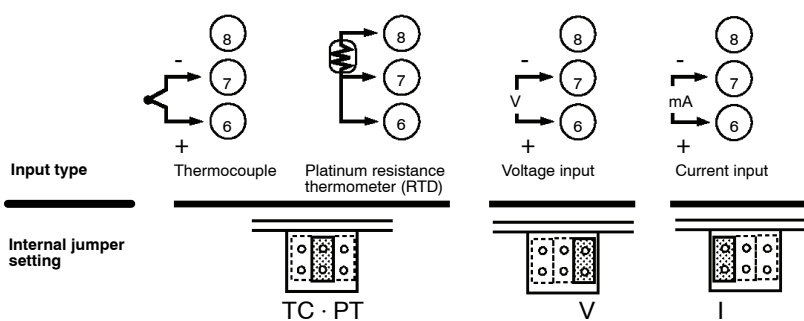 8 8 8 8
- - -
7 7 7 7
V mA
6 6 6 6
+ + +
Input type Thermocouple Platinum resistance thermometer (RTD) Voltage input Current input
Internal jumper setting
TC · PT V I